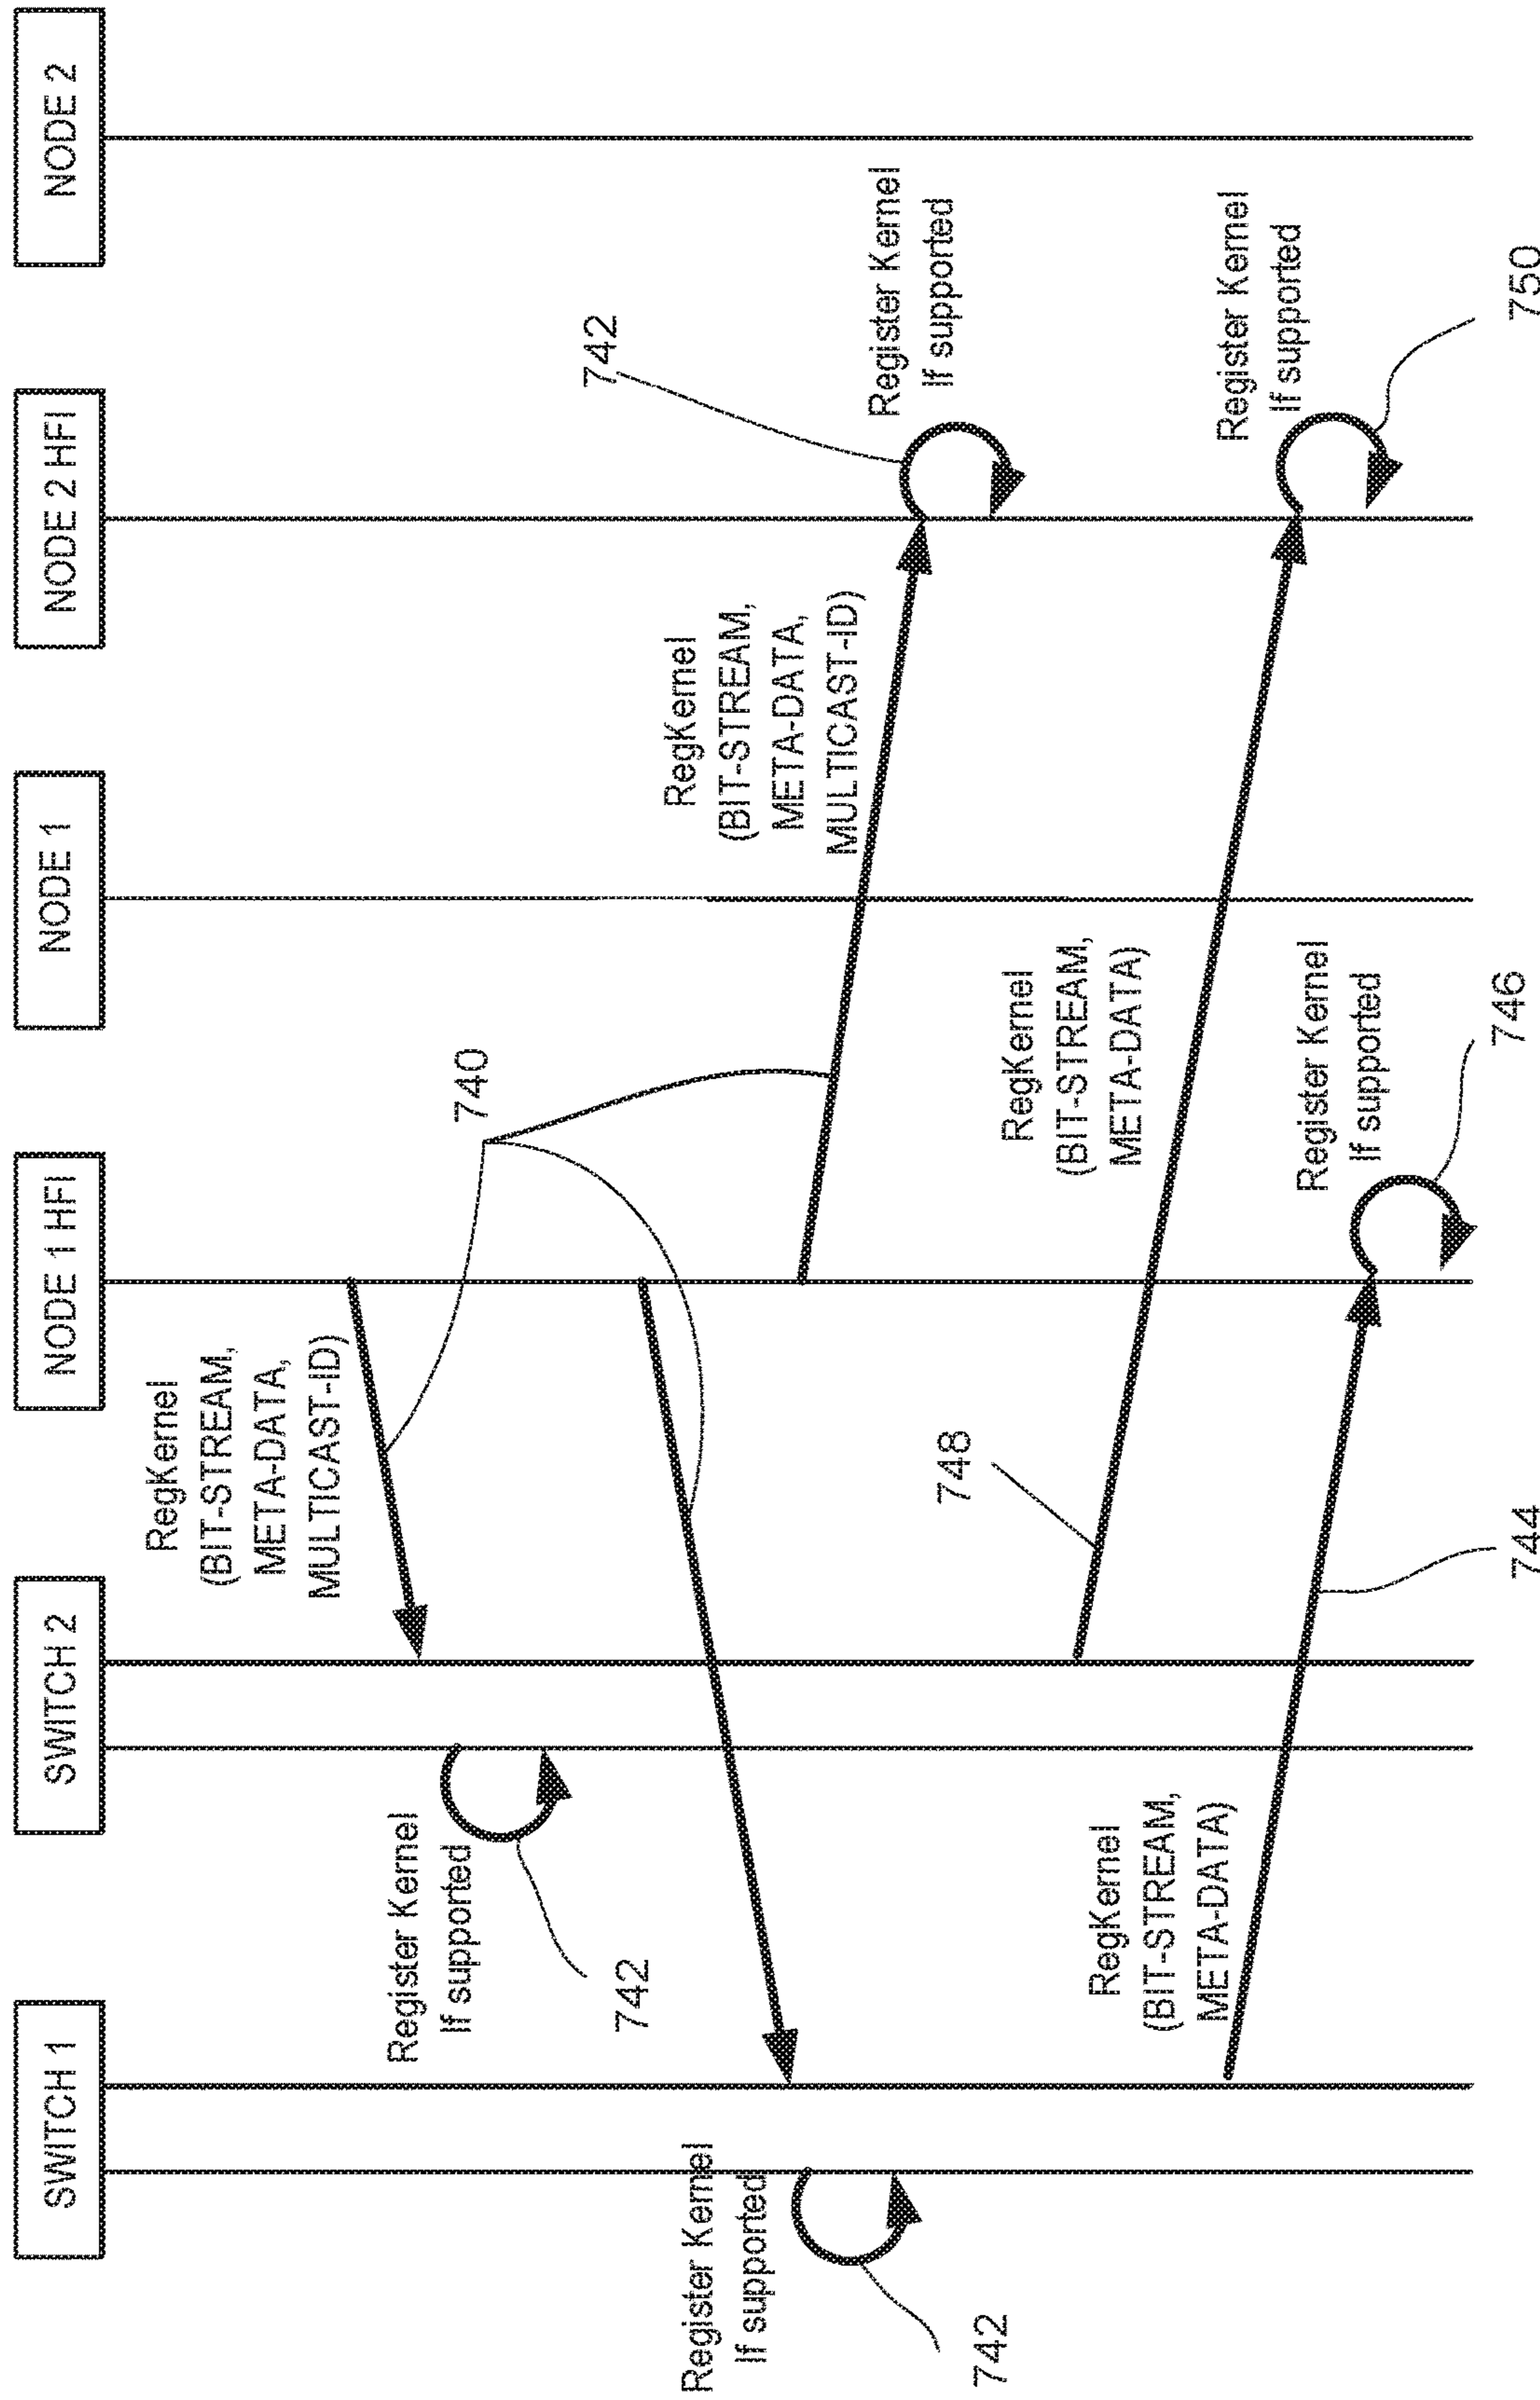 SWITCH 1
SWITCH 2
NODE 1 HFI
NODE 1
NODE 2 HFI
NODE 2
RegKernel
(BIT-STREAM,
META-DATA,
MULTICAST-ID)
Register Kernel
If supported
742
740
742
RegKernel
(BIT-STREAM,
META-DATA,
MULTICAST-ID)
Register Kernel
If supported
742
Register Kernel
If supported
748
RegKernel
(BIT-STREAM,
META-DATA)
RegKernel
(BIT-STREAM,
META-DATA)
Register Kernel
If supported
Register Kernel
If supported
744
746
750